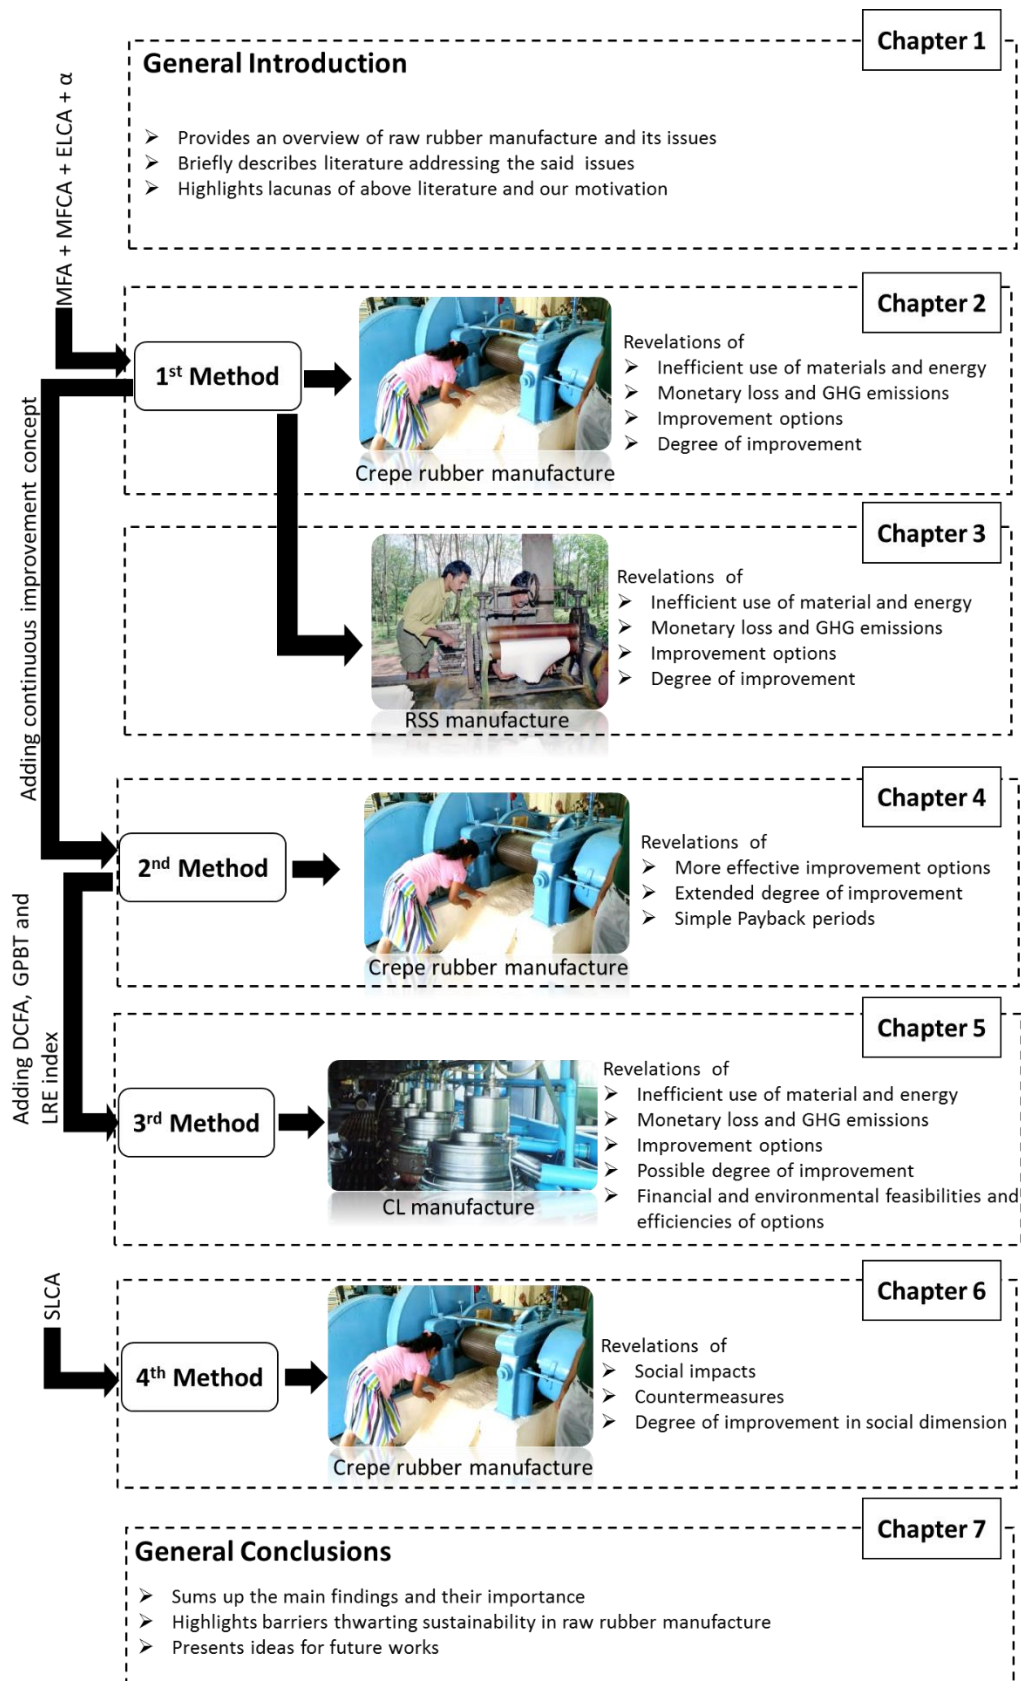 Chapter 1
General Introduction
➢ Provides an overview of raw rubber manufacture and its issues
➢ Briefly describes literature addressing the said issues
➢ Highlights lacunas of above literature and our motivation
MFA + MFCA + ELCA + α
Chapter 2
1st Method
Crepe rubber manufacture
Revelations of
➢ Inefficient use of materials and energy
➢ Monetary loss and GHG emissions
➢ Improvement options
➢ Degree of improvement
Adding continuous improvement concept
Chapter 3
RSS manufacture
Revelations of
➢ Inefficient use of material and energy
➢ Monetary loss and GHG emissions
➢ Improvement options
➢ Degree of improvement
Chapter 4
2nd Method
Crepe rubber manufacture
Revelations of
➢ More effective improvement options
➢ Extended degree of improvement
➢ Simple Payback periods
Adding DCFA, GPBT and
LRE index
Chapter 5
3rd Method
CL manufacture
Revelations of
➢ Inefficient use of material and energy
➢ Monetary loss and GHG emissions
➢ Improvement options
➢ Possible degree of improvement
➢ Financial and environmental feasibilities and
efficiencies of options
SLCA
Chapter 6
4th Method
Crepe rubber manufacture
Revelations of
➢ Social impacts
➢ Countermeasures
➢ Degree of improvement in social dimension
Chapter 7
General Conclusions
➢ Sums up the main findings and their importance
➢ Highlights barriers thwarting sustainability in raw rubber manufacture
➢ Presents ideas for future works